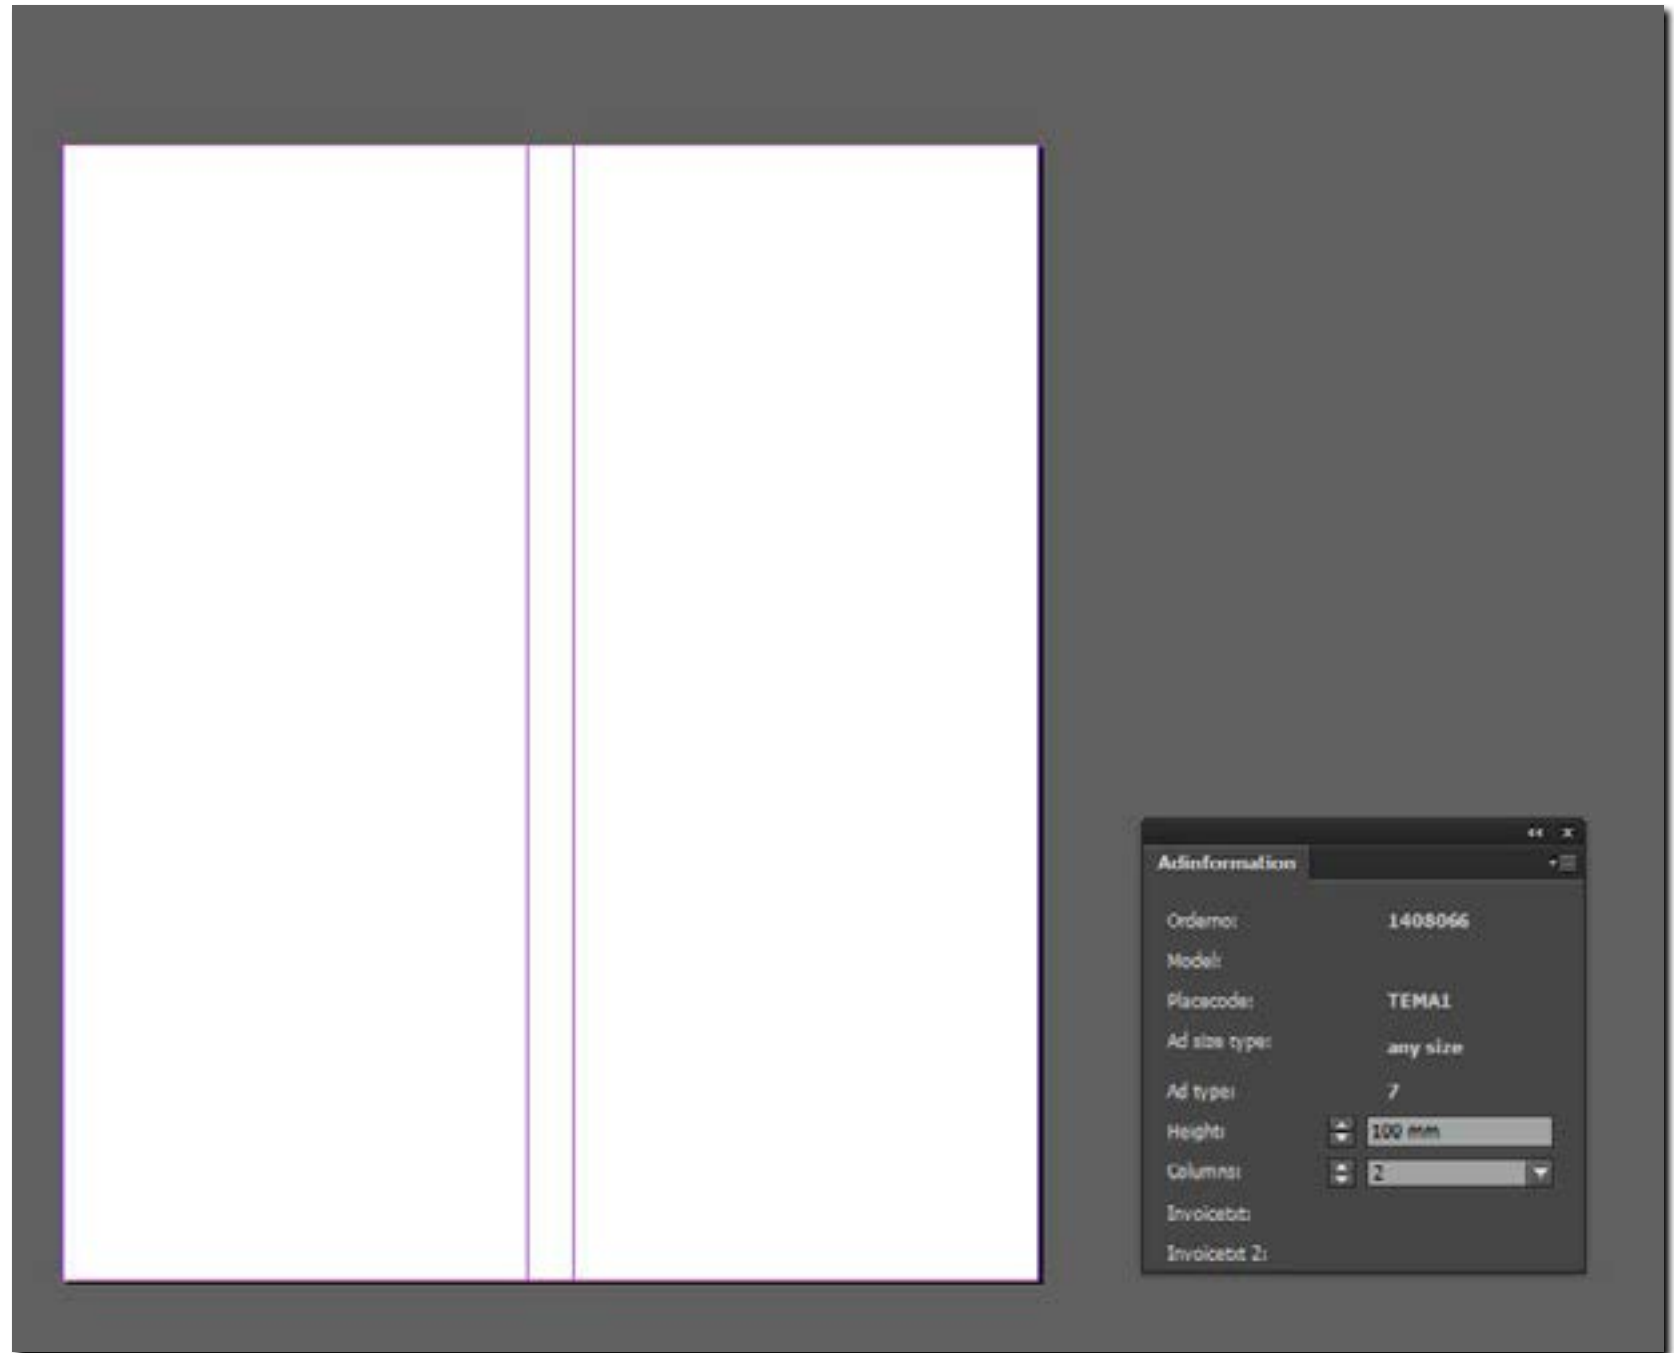 Adinformation
Orderno: 1408066
Model:
Placecode: TEMA1
Ad size type: any size
Ad type: 7
Height: 100 mm
Columns: 2
Invoicetxt:
Invoicetxt 2: